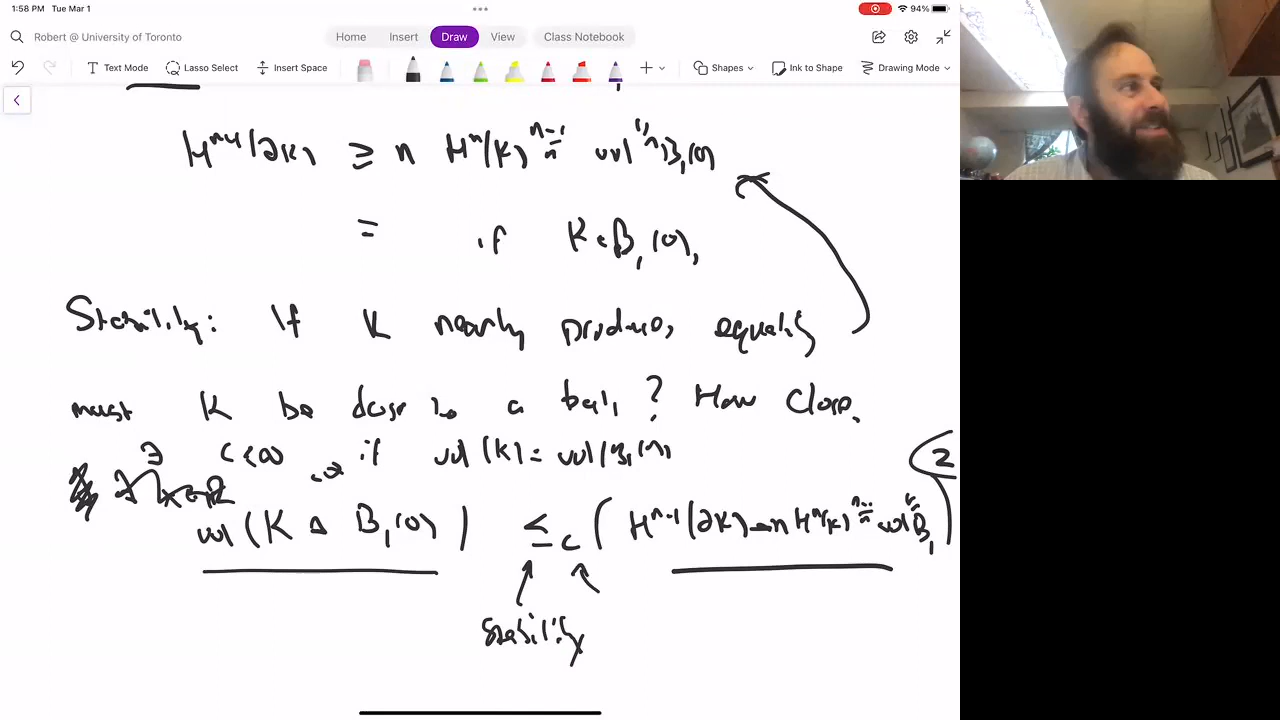 1:58 PM Tue Mar 1
94%
Robert @ University of Toronto
Home Insert Draw View Class Notebook
Text Mode Lasso Select Insert Space Shapes Ink to Shape Drawing Mode
H^{n-1}(∂K) ≥ n H^n(K)^{\frac{n-1}{n}} vol^{1/n} B_1(0)
= if K = B_1(0),
Stability: If K nearly produces equality
must K be close to a ball? How close.
∃ C<∞ if vol(K) = vol(B_1(0))
vol(K Δ B_1(0)) ≤ C (H^{n-1}(∂K) - n H^n(K)^{\frac{n-1}{n}} vol^{\frac{1}{n}} B_1)
2
Stability